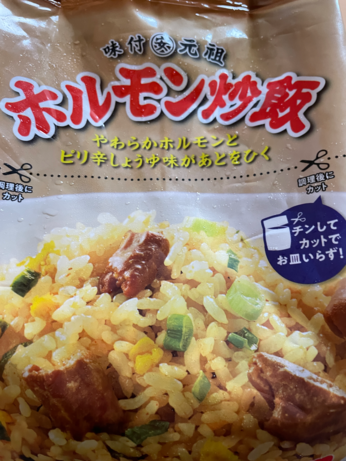 味付 元祖
ホルモン炒飯
やわらかホルモンと
ピリ辛しょうゆ味があとをひく
調理後に
カット
調理後に
カット
チンして
カットで
お皿いらず!